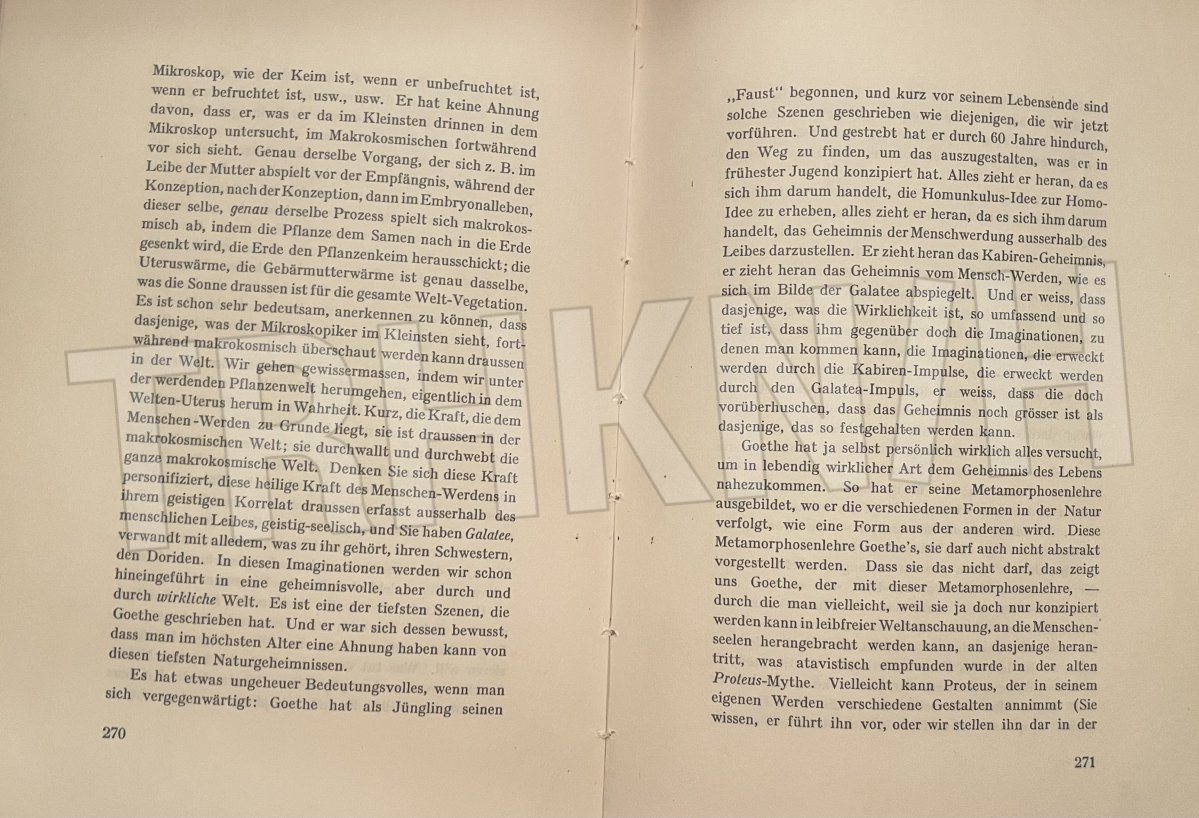 Mikroskop, wie der Keim ist, wenn er unbefruchtet ist,
wenn er befruchtet ist, usw., usw. Er hat keine Ahnung
davon, dass er, was er da im Kleinsten drinnen in dem
Mikroskop untersucht, im Makrokosmischen fortwährend
vor sich sieht. Genau derselbe Vorgang, der sich z. B. im
Leibe der Mutter abspielt vor der Empfängnis, während der
Konzeption, nach der Konzeption, dann im Embryonalleben,
dieser selbe, genau derselbe Prozess spielt sich makrokos-
misch ab, indem die Pflanze dem Samen nach in die Erde
gesenkt wird, die Erde den Pflanzenkeim herausschickt; die
Uteruswärme, die Gebärmutterwärme ist genau dasselbe,
was die Sonne draussen ist für die gesamte Welt-Vegetation.
Es ist schon sehr bedeutsam, anerkennen zu können, dass
dasjenige, was der Mikroskopiker im Kleinsten sieht, fort-
während makrokosmisch überschaut werden kann draussen
in der Welt. Wir gehen gewissermassen, indem wir unter
der werdenden Pflanzenwelt herumgehen, eigentlich in dem
Welten-Uterus herum in Wahrheit. Kurz, die Kraft, die dem
Menschen-Werden zu Grunde liegt, sie ist draussen in der
makrokosmischen Welt; sie durchwallt und durchwebt die
ganze makrokosmische Welt. Denken Sie sich diese Kraft
personifiziert, diese heilige Kraft des Menschen-Werdens in
ihrem geistigen Korrelat draussen erfasst ausserhalb des
menschlichen Leibes, geistig-seelisch, und Sie haben Galatee,
verwandt mit alledem, was zu ihr gehört, ihren Schwestern,
den Doriden. In diesen Imaginationen werden wir schon
hineingeführt in eine geheimnisvolle, aber durch und
durch wirkliche Welt. Es ist eine der tiefsten Szenen, die
Goethe geschrieben hat. Und er war sich dessen bewusst,
dass man im höchsten Alter eine Ahnung haben kann von
diesen tiefsten Naturgeheimnissen.
Es hat etwas ungeheuer Bedeutungsvolles, wenn man
sich vergegenwärtigt: Goethe hat als Jüngling seinen
270
„Faust“ begonnen, und kurz vor seinem Lebensende sind
solche Szenen geschrieben wie diejenigen, die wir jetzt
vorführen. Und gestrebt hat er durch 60 Jahre hindurch,
den Weg zu finden, um das auszugestalten, was er in
frühester Jugend konzipiert hat. Alles zieht er heran, da es
sich ihm darum handelt, die Homunkulus-Idee zur Homo-
Idee zu erheben, alles zieht er heran, da es sich ihm darum
handelt, das Geheimnis der Menschwerdung ausserhalb des
Leibes darzustellen. Er zieht heran das Kabiren-Geheimnis,
er zieht heran das Geheimnis vom Mensch-Werden, wie es
sich im Bilde der Galatee abspiegelt. Und er weiss, dass
dasjenige, was die Wirklichkeit ist, so umfassend und so
tief ist, dass ihm gegenüber doch die Imaginationen, zu
denen man kommen kann, die Imaginationen, die erweckt
werden durch die Kabiren-Impulse, die erweckt werden
durch den Galatea-Impuls, er weiss, dass die doch
vorüberhuschen, dass das Geheimnis noch grösser ist als
dasjenige, das so festgehalten werden kann.
Goethe hat ja selbst persönlich wirklich alles versucht,
um in lebendig wirklicher Art dem Geheimnis des Lebens
nahezukommen. So hat er seine Metamorphosenlehre
ausgebildet, wo er die verschiedenen Formen in der Natur
verfolgt, wie eine Form aus der anderen wird. Diese
Metamorphosenlehre Goethe's, sie darf auch nicht abstrakt
vorgestellt werden. Dass sie das nicht darf, das zeigt
uns Goethe, der mit dieser Metamorphosenlehre, —
durch die man vielleicht, weil sie ja doch nur konzipiert
werden kann in leibfreier Weltanschauung, an die Menschen-
seelen herangebracht werden kann, an dasjenige heran-
tritt, was atavistisch empfunden wurde in der alten
Proteus-Mythe. Vielleicht kann Proteus, der in seinem
eigenen Werden verschiedene Gestalten annimmt (Sie
wissen, er führt ihn vor, oder wir stellen ihn dar in der
271